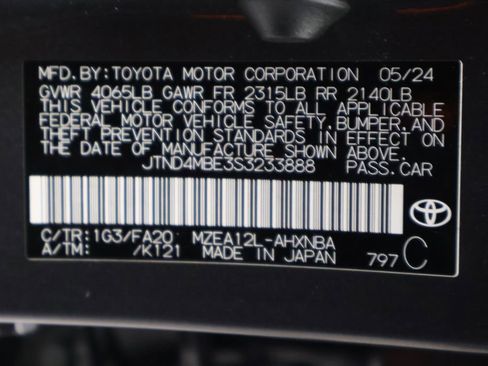 MFD.BY:TOYOTA MOTOR CORPORATION 05/24
GVWR 4065LB GAWR FR 2315LB RR 2140LB
THIS VEHICLE CONFORMS TO ALL APPLICABLE
FEDERAL MOTOR VEHICLE SAFETY,BUMPER,AND
THEFT PREVENTION STANDARDS IN EFFECT ON
THE DATE OF MANUFACTURE SHOWN ABOVE.
JTND4MBE3S3233888 PASS.CAR
C/TR:1G3/FA20 MZEA12L-AHXNBA
A/TM: /K121 MADE IN JAPAN 797 C